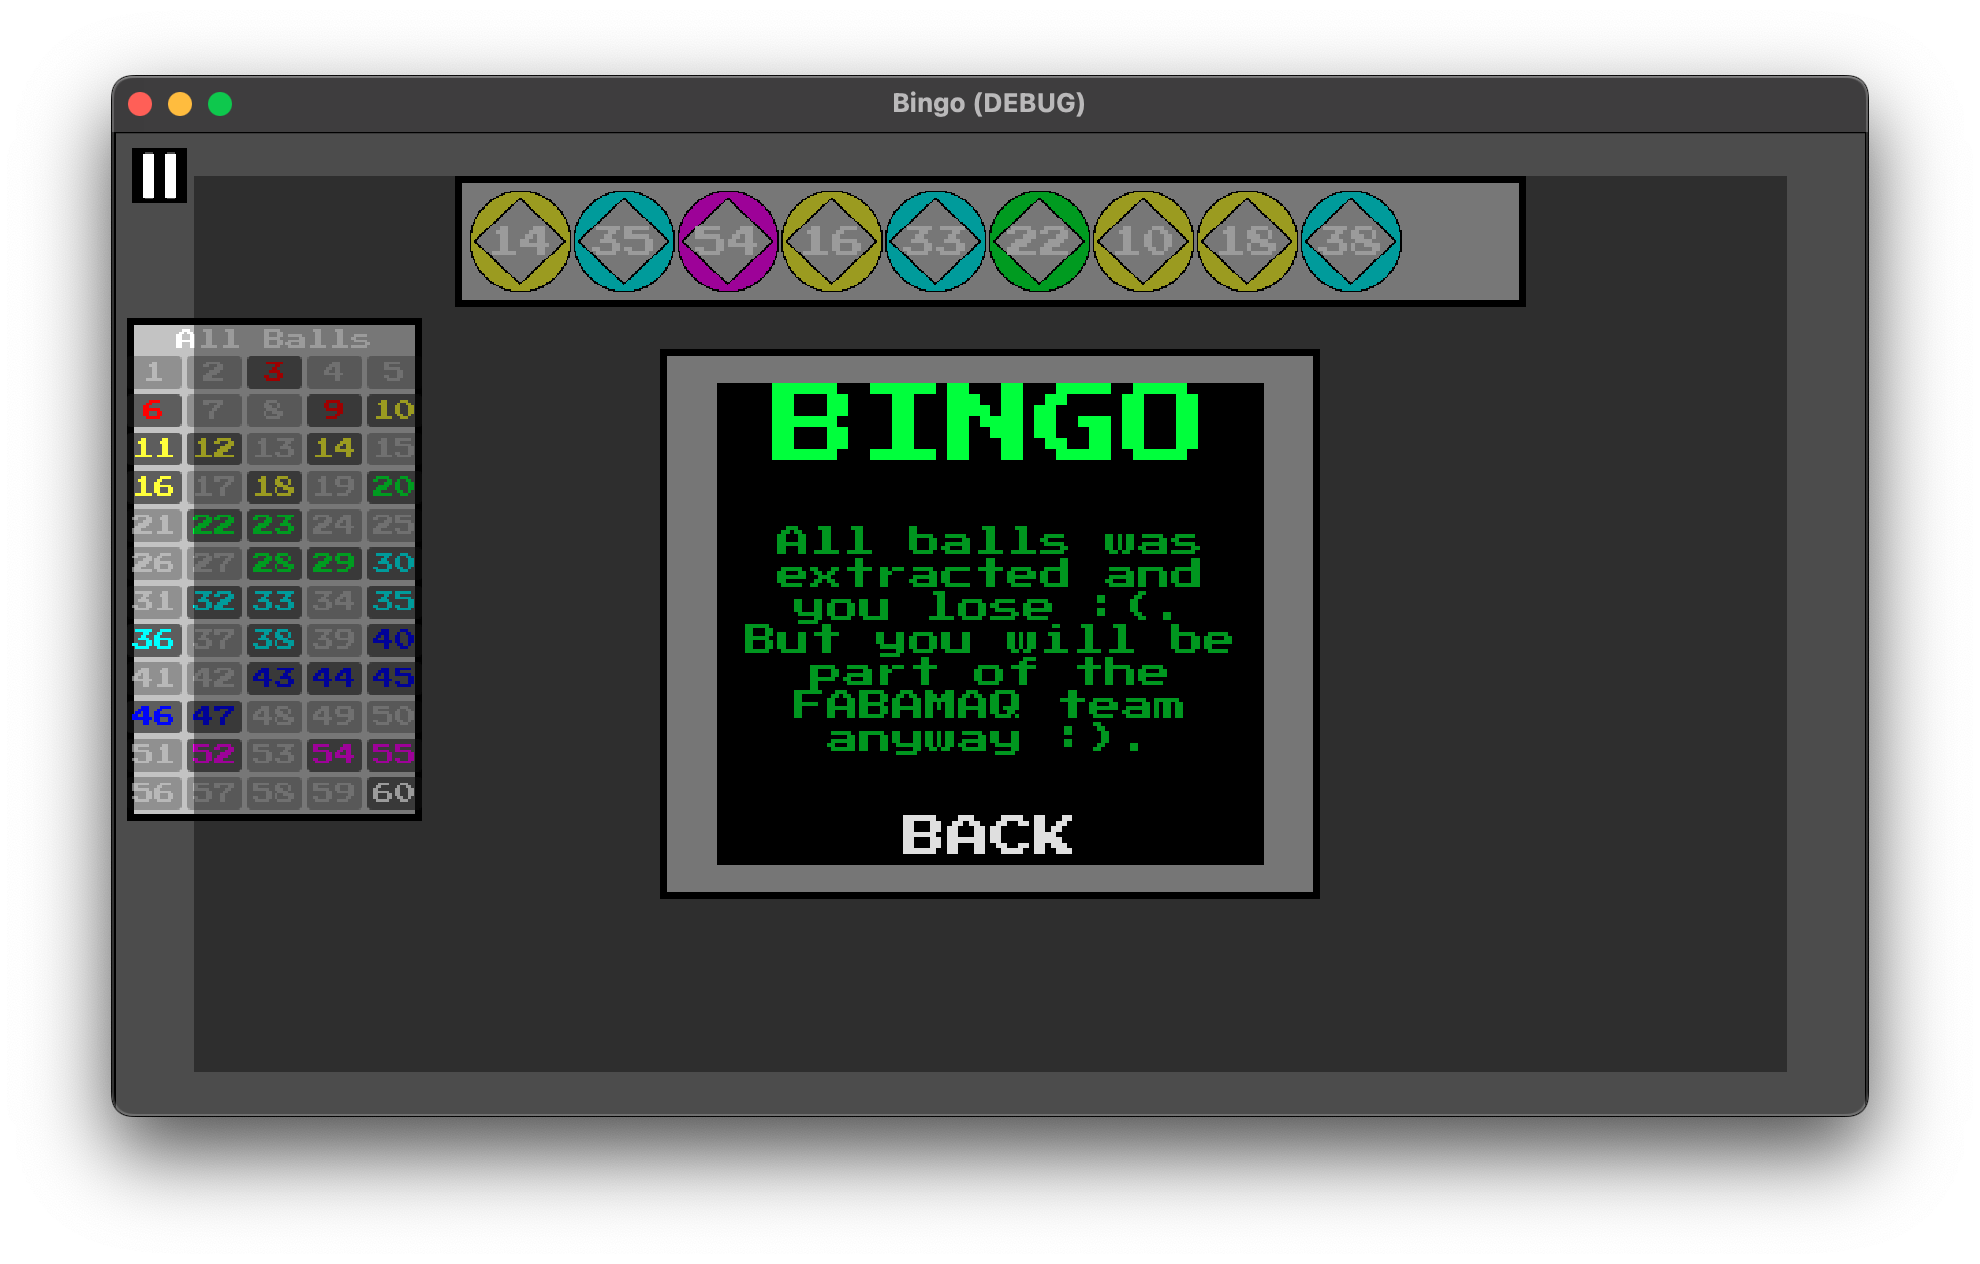 Bingo (DEBUG)
14 35 54 16 33 22 10 18 38
All Balls
1 2 3 4 5
6 7 8 9 10
11 12 13 14 15
16 17 18 19 20
21 22 23 24 25
26 27 28 29 30
31 32 33 34 35
36 37 38 39 40
41 42 43 44 45
46 47 48 49 50
51 52 53 54 55
56 57 58 59 60
BINGO
All balls was
extracted and
you lose :(.
But you will be
part of the
FABAMAQ team
anyway :).
BACK